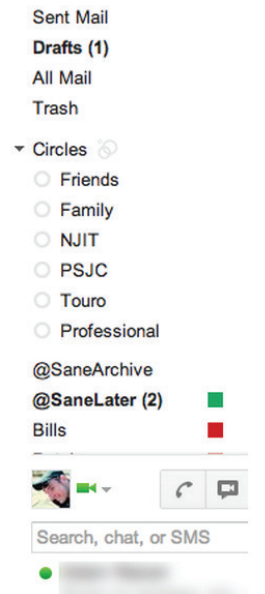 Sent Mail
Drafts (1)
All Mail
Trash
Circles
Friends
Family
NJIT
PSJC
Touro
Professional
@SaneArchive
@SaneLater (2)
Bills
Search, chat, or SMS